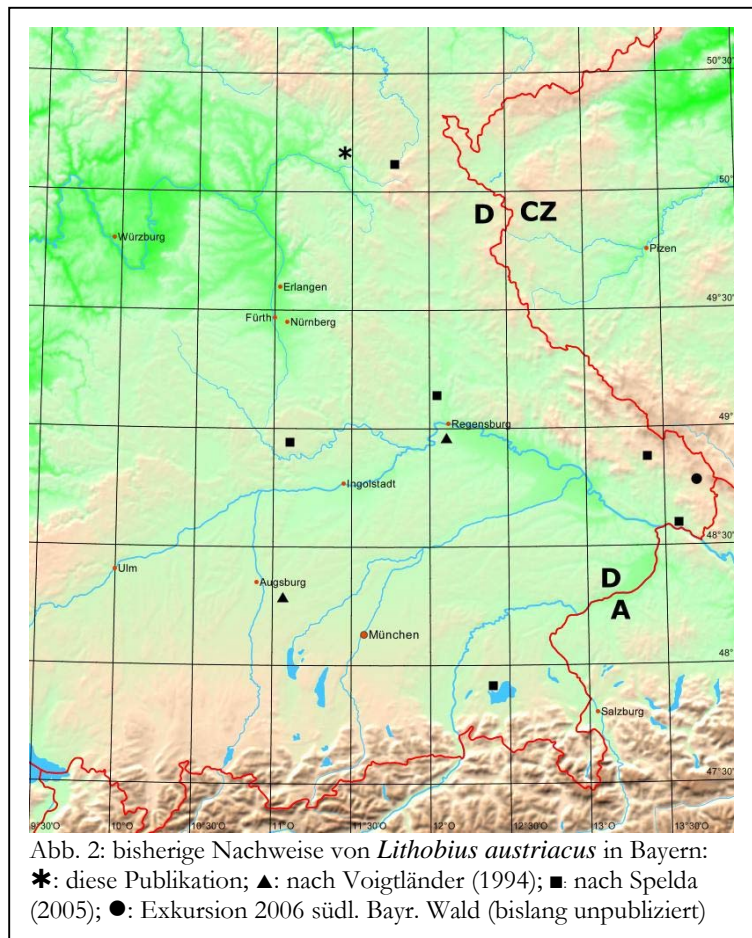 50°30'
50°
D CZ
Würzburg
Plzen
Erlangen
49°30'
Fürth
Nürnberg
49°
Regensburg
Ingolstadt
48°30'
Ulm
Augsburg
D
A
München
48°
Salzburg
47°30'
9°30' 10°O 10°30' 11°O 11°30' 12°O 12°30' 13°O 13°30'
Abb. 2: bisherige Nachweise von Lithobius austriacus in Bayern:
✱: diese Publikation; ▲: nach Voigtländer (1994); ■: nach Spelda
(2005); ●: Exkursion 2006 südl. Bayr. Wald (bislang unpubliziert)